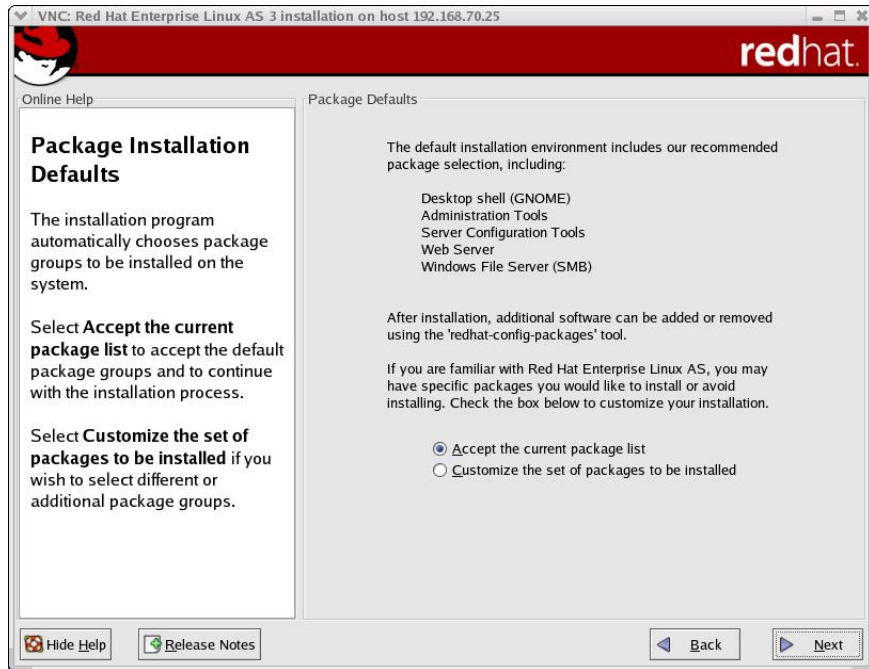 VNC: Red Hat Enterprise Linux AS 3 installation on host 192.168.70.25
redhat.
Online Help
Package Installation
Defaults
The installation program
automatically chooses package
groups to be installed on the
system.
Select Accept the current
package list to accept the default
package groups and to continue
with the installation process.
Select Customize the set of
packages to be installed if you
wish to select different or
additional package groups.
Package Defaults
The default installation environment includes our recommended
package selection, including:
Desktop shell (GNOME)
Administration Tools
Server Configuration Tools
Web Server
Windows File Server (SMB)
After installation, additional software can be added or removed
using the 'redhat-config-packages' tool.
If you are familiar with Red Hat Enterprise Linux AS, you may
have specific packages you would like to install or avoid
installing. Check the box below to customize your installation.
Accept the current package list
Customize the set of packages to be installed
Hide Help
Release Notes
Back
Next